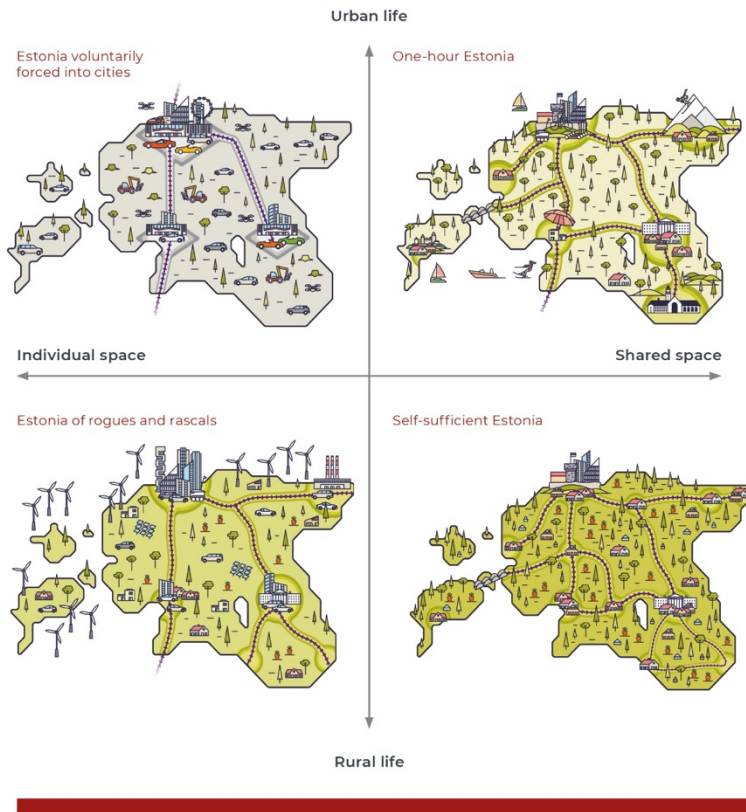 Urban life
Estonia voluntarily
forced into cities
One-hour Estonia
Individual space
Shared space
Estonia of rogues and rascals
Self-sufficient Estonia
Rural life